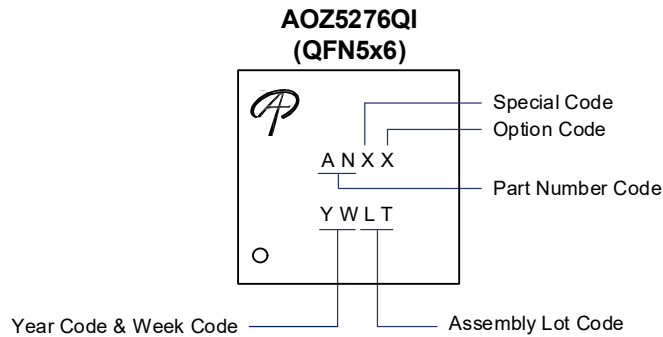 AOZ5276QI
(QFN5x6)
Special Code
Option Code
A N X X
Part Number Code
Y W L T
Year Code & Week Code
Assembly Lot Code